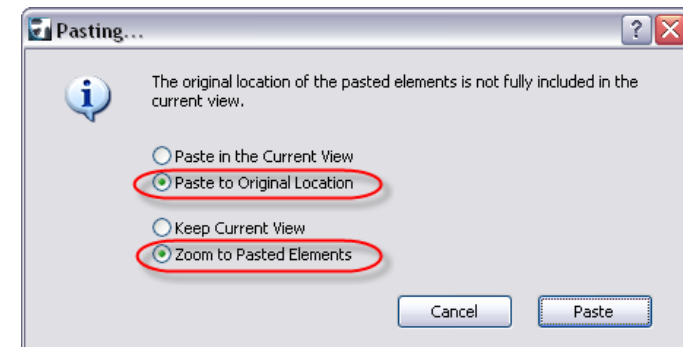 Pasting...
The original location of the pasted elements is not fully included in the
current view.
Paste in the Current View
Paste to Original Location
Keep Current View
Zoom to Pasted Elements
Cancel Paste